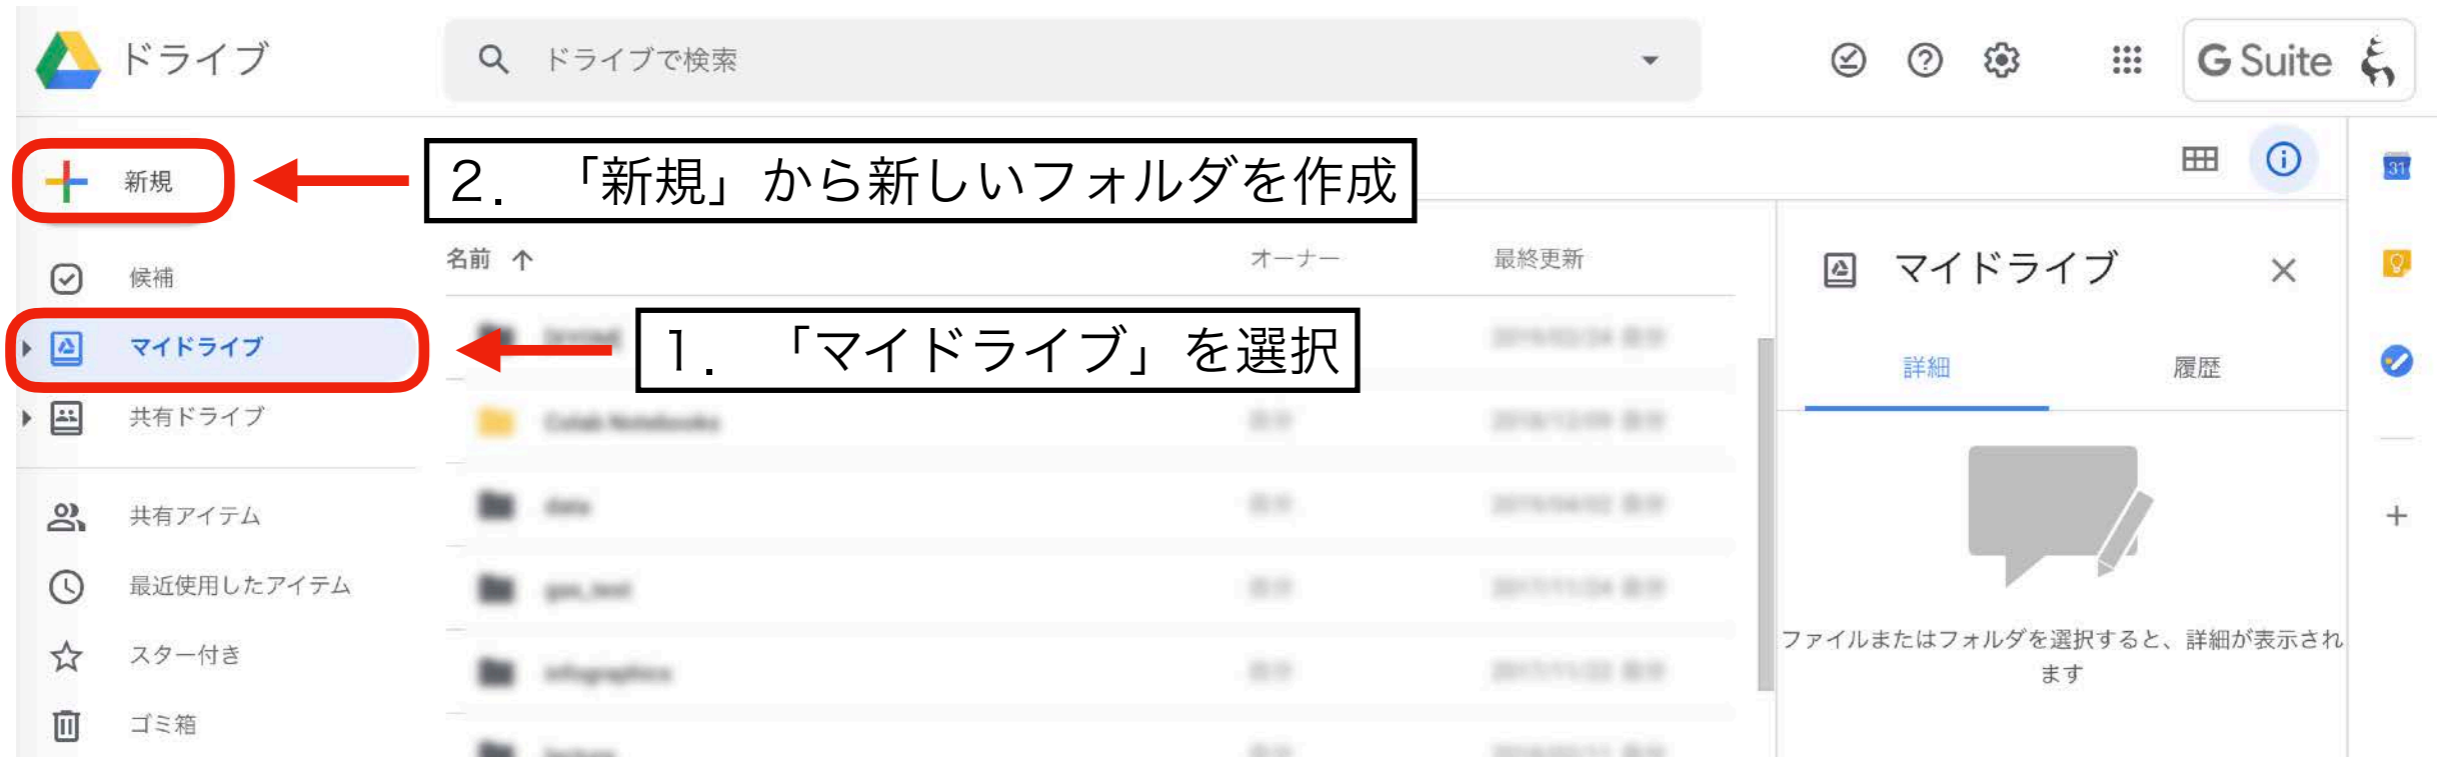 ドライブ
ドライブで検索
G Suite
新規
2. 「新規」から新しいフォルダを作成
31
名前 ↑
オーナー
最終更新
マイドライブ
候補
マイドライブ
1. 「マイドライブ」を選択
詳細
履歴
共有ドライブ
Colab Notebooks
data
共有アイテム
最近使用したアイテム
gas_test
スター付き
infographics
ファイルまたはフォルダを選択すると、詳細が表示され
ます
ゴミ箱